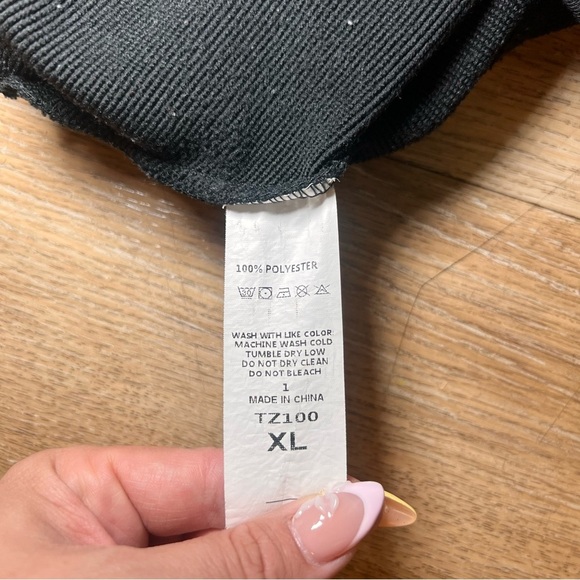 100% POLYESTER
WASH WITH LIKE COLOR
MACHINE WASH COLD
TUMBLE DRY LOW
DO NOT DRY CLEAN
DO NOT BLEACH
1
MADE IN CHINA
TZ100
XL